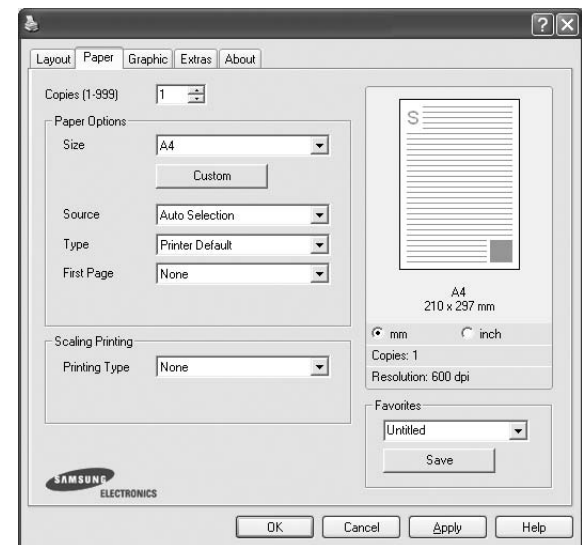 Layout Paper Graphic Extras About
Copies (1-999) 1
Paper Options
Size A4
Custom
Source Auto Selection
Type Printer Default
First Page None
Scaling Printing
Printing Type None
S
A4
210 x 297 mm
mm inch
Copies: 1
Resolution: 600 dpi
Favorites
Untitled
Save
SAMSUNG
ELECTRONICS
OK Cancel Apply Help